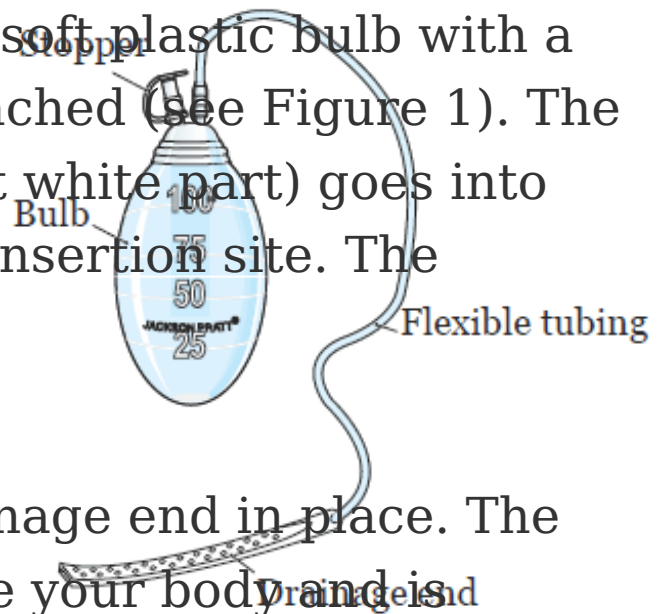 soft plastic bulb with a
Stopper
ached (see Figure 1). The
t white part) goes into
100
Bulb
75
nsertion site. The
50
Flexible tubing
JACKSON PRATT®
25
nage end in place. The
e your body and is
Drainage end